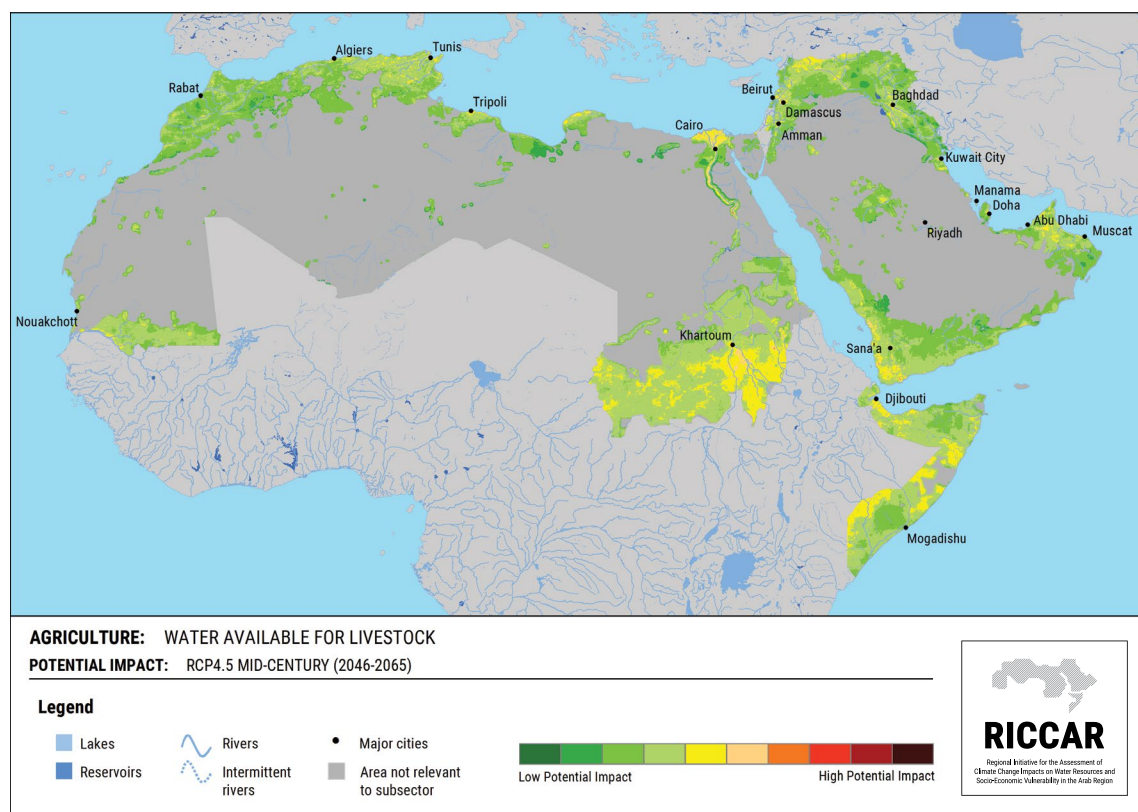 Algiers
Tunis
Rabat
Tripoli
Beirut
Damascus
Baghdad
Cairo
Amman
Kuwait City
Manama
Doha
Abu Dhabi
Riyadh
Muscat
Nouakchott
Khartoum
Sana'a
Djibouti
Mogadishu
AGRICULTURE: WATER AVAILABLE FOR LIVESTOCK
POTENTIAL IMPACT: RCP4.5 MID-CENTURY (2046-2065)
Legend
Lakes
Rivers
Major cities
Reservoirs
Intermittent
rivers
Area not relevant
to subsector
Low Potential Impact
High Potential Impact
RICCAR
Regional Initiative for the Assessment of
Climate Change Impacts on Water Resources and
Socio-Economic Vulnerability in the Arab Region